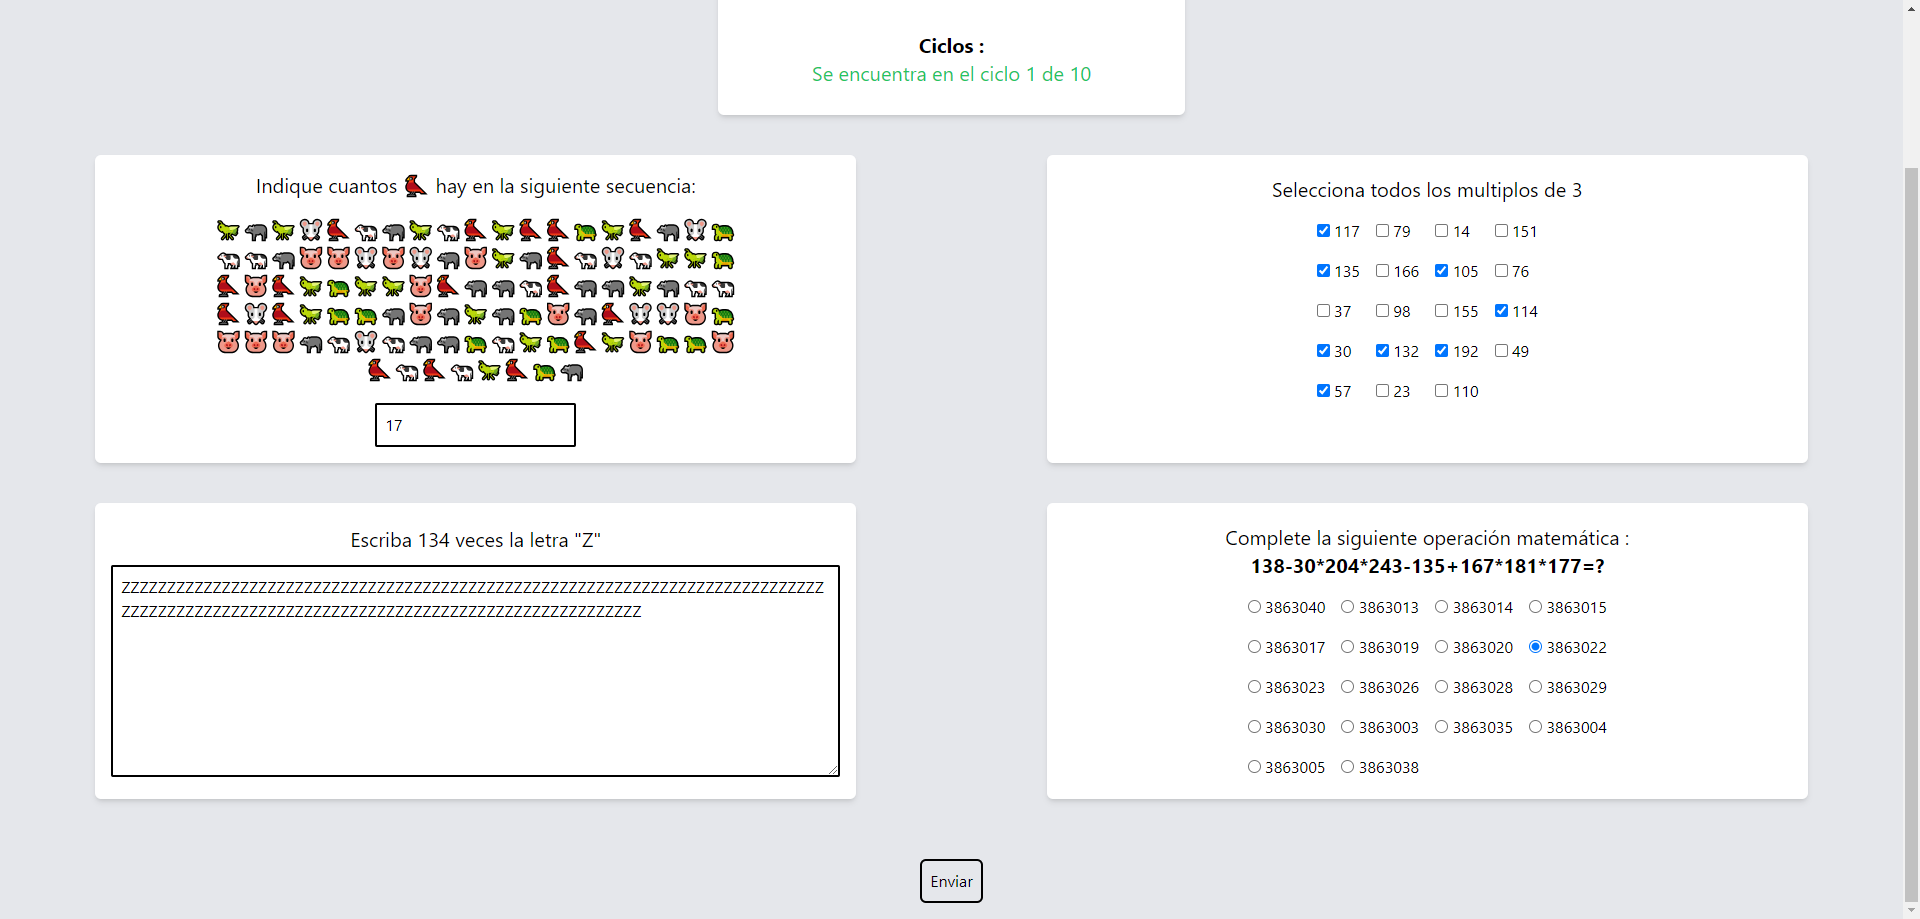 Ciclos :
Se encuentra en el ciclo 1 de 10
Indique cuantos hay en la siguiente secuencia:
17
Selecciona todos los multiplos de 3
117 79 14 151
135 166 105 76
37 98 155 114
30 132 192 49
57 23 110
Escriba 134 veces la letra "Z"
ZZZZZZZZZZZZZZZZZZZZZZZZZZZZZZZZZZZZZZZZZZZZZZZZZZZZZZZZZZZZZZZZZZZZZZZZZZZZZ
ZZZZZZZZZZZZZZZZZZZZZZZZZZZZZZZZZZZZZZZZZZZZZZZZZZZZZZZZZ
Complete la siguiente operación matemática :
138-30*204*243-135+167*181*177=?
3863040 3863013 3863014 3863015
3863017 3863019 3863020 3863022
3863023 3863026 3863028 3863029
3863030 3863003 3863035 3863004
3863005 3863038
Enviar